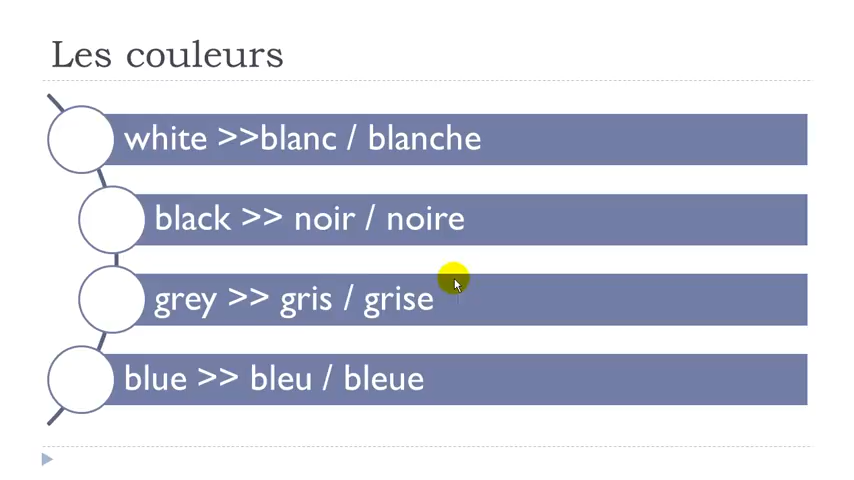 Les couleurs
white >>blanc / blanche
black >> noir / noire
grey >> gris / grise
blue >> bleu / bleue